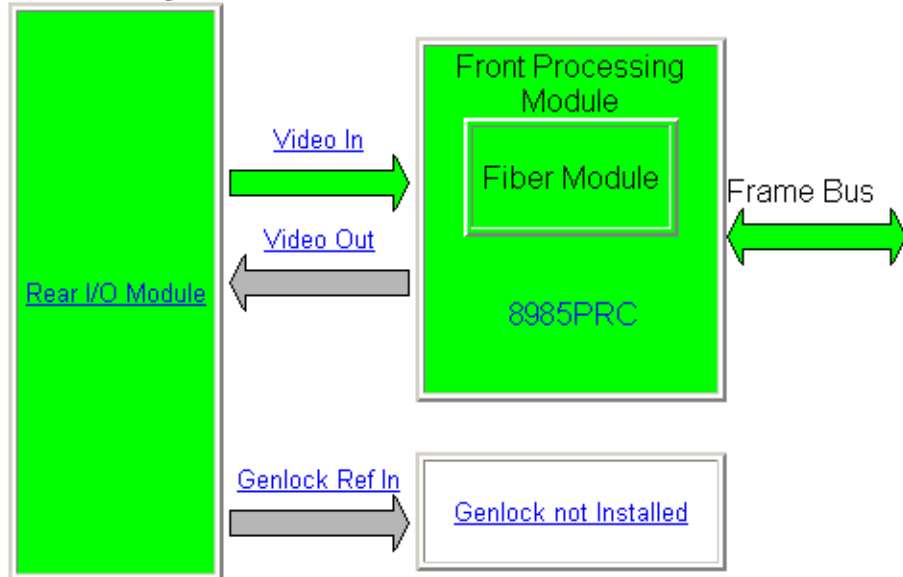 Front Processing
Module
Video In
Fiber Module
Frame Bus
Video Out
Rear I/O Module
8985PRC
Genlock Ref In
Genlock not Installed